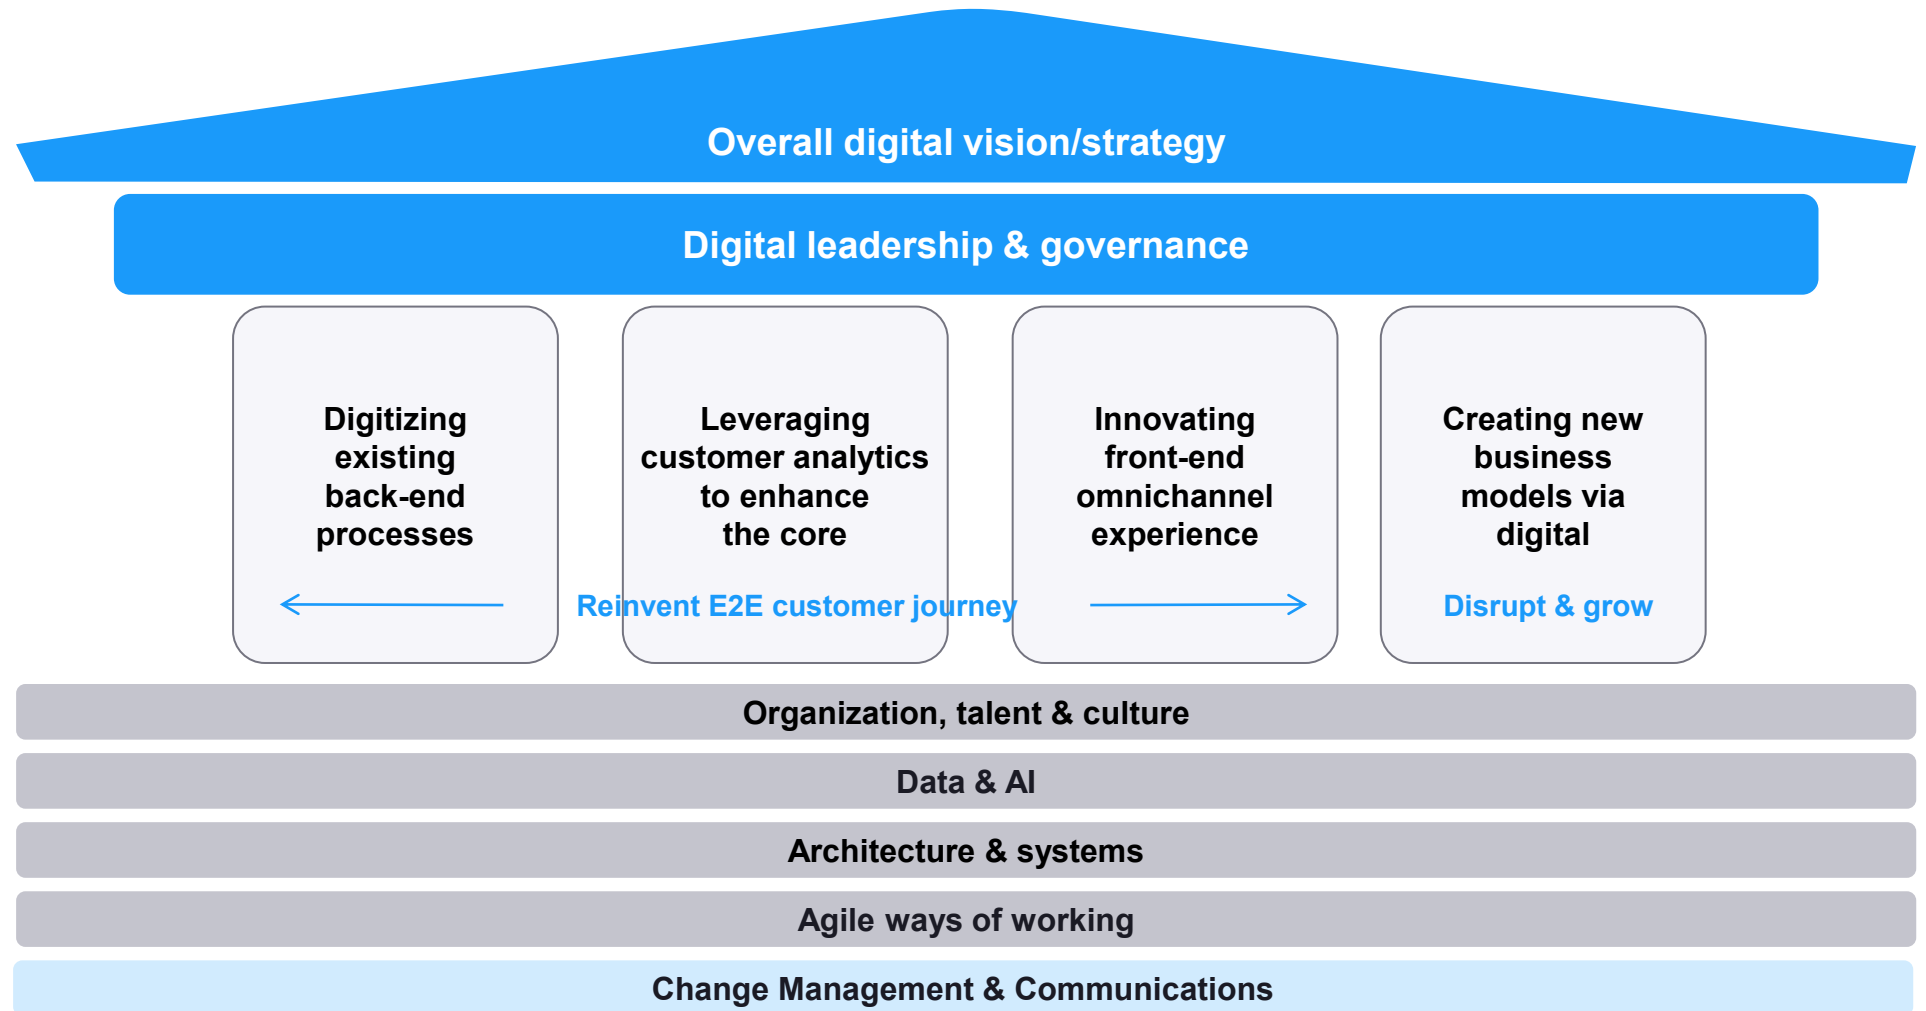 Overall digital vision/strategy
Digital leadership & governance
Digitizing
existing
back-end
processes
Leveraging
customer analytics
to enhance
the core
Innovating
front-end
omnichannel
experience
Creating new
business
models via
digital
Reinvent E2E customer journey
Disrupt & grow
Organization, talent & culture
Data & AI
Architecture & systems
Agile ways of working
Change Management & Communications